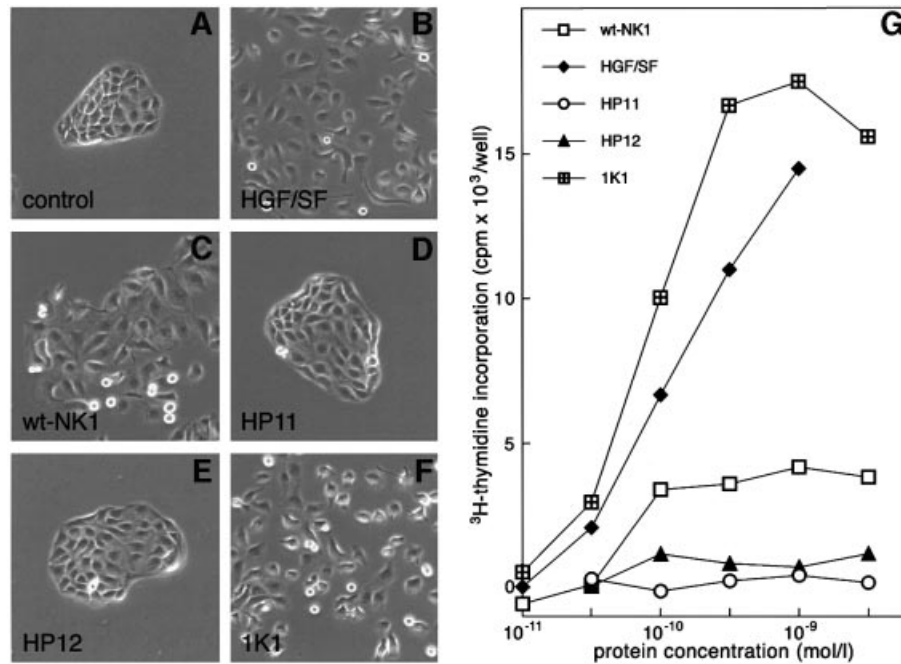 A
control
B
HGF/SF
C
wt-NK1
D
HP11
E
HP12
F
1K1
G
wt-NK1
HGF/SF
HP11
HP12
1K1
³H-thymidine incorporation (cpm x 10³/well)
15
10
5
0
10⁻¹¹
10⁻¹⁰
10⁻⁹
protein concentration (mol/l)